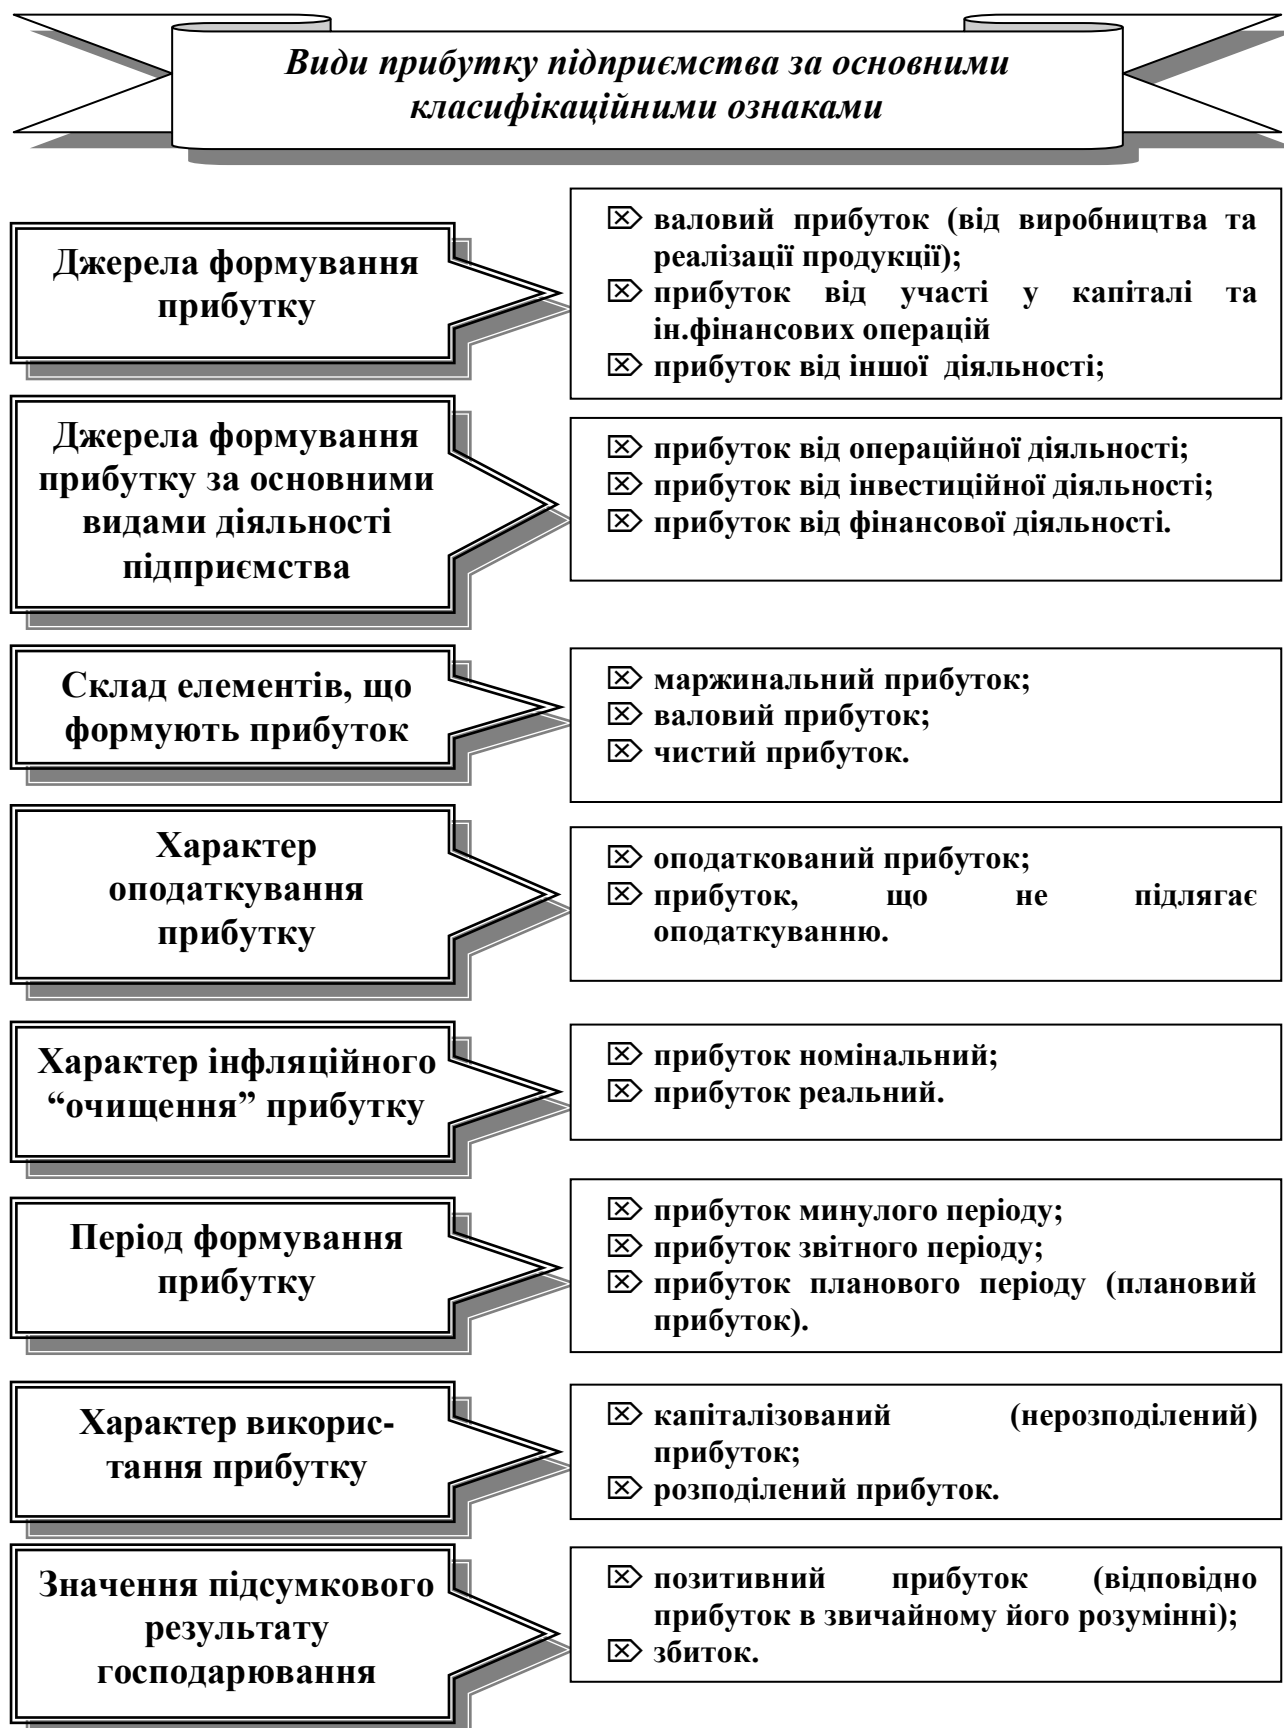 Види прибутку підприємства за основними
класифікаційними ознаками
Джерела формування
прибутку
валовий прибуток (від виробництва та
реалізації продукції);
прибуток від участі у капіталі та
ін.фінансових операцій
прибуток від іншої діяльності;
Джерела формування
прибутку за основними
видами діяльності
підприємства
прибуток від операційної діяльності;
прибуток від інвестиційної діяльності;
прибуток від фінансової діяльності.
Склад елементів, що
формують прибуток
маржинальний прибуток;
валовий прибуток;
чистий прибуток.
Характер
оподаткування
прибутку
оподаткований прибуток;
прибуток, що не підлягає
оподаткуванню.
Характер інфляційного
“очищення” прибутку
прибуток номінальний;
прибуток реальний.
Період формування
прибутку
прибуток минулого періоду;
прибуток звітного періоду;
прибуток планового періоду (плановий
прибуток).
Характер викорис-
тання прибутку
капіталізований (нерозподілений)
прибуток;
розподілений прибуток.
Значення підсумкового
результату
господарювання
позитивний прибуток (відповідно
прибуток в звичайному його розумінні);
збиток.